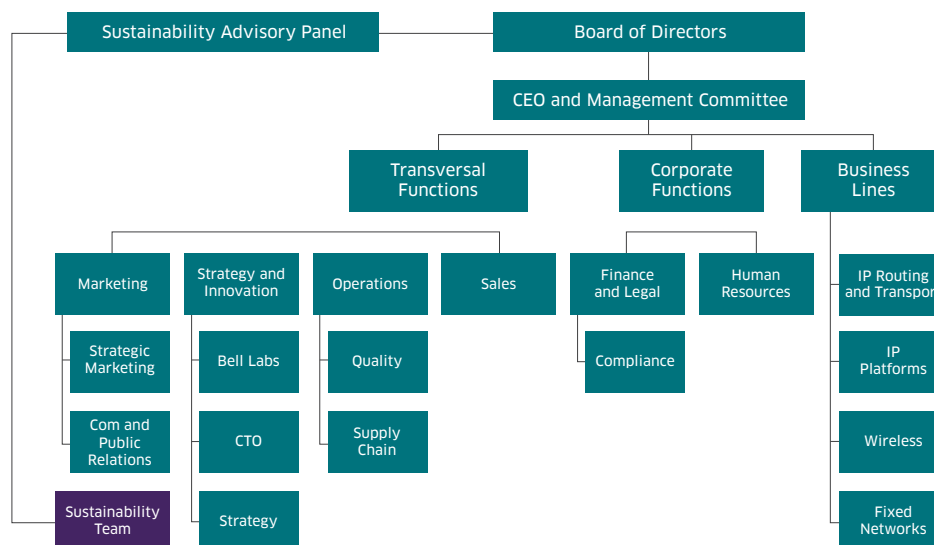 Sustainability Advisory Panel
Board of Directors
CEO and Management Committee
Transversal
Functions
Corporate
Functions
Business
Lines
Marketing
Strategy and
Innovation
Operations
Sales
Finance
and Legal
Human
Resources
IP Routing
and Transpor
Strategic
Marketing
Bell Labs
Quality
Compliance
IP
Platforms
Com and
Public
Relations
CTO
Supply
Chain
Wireless
Sustainability
Team
Strategy
Fixed
Networks